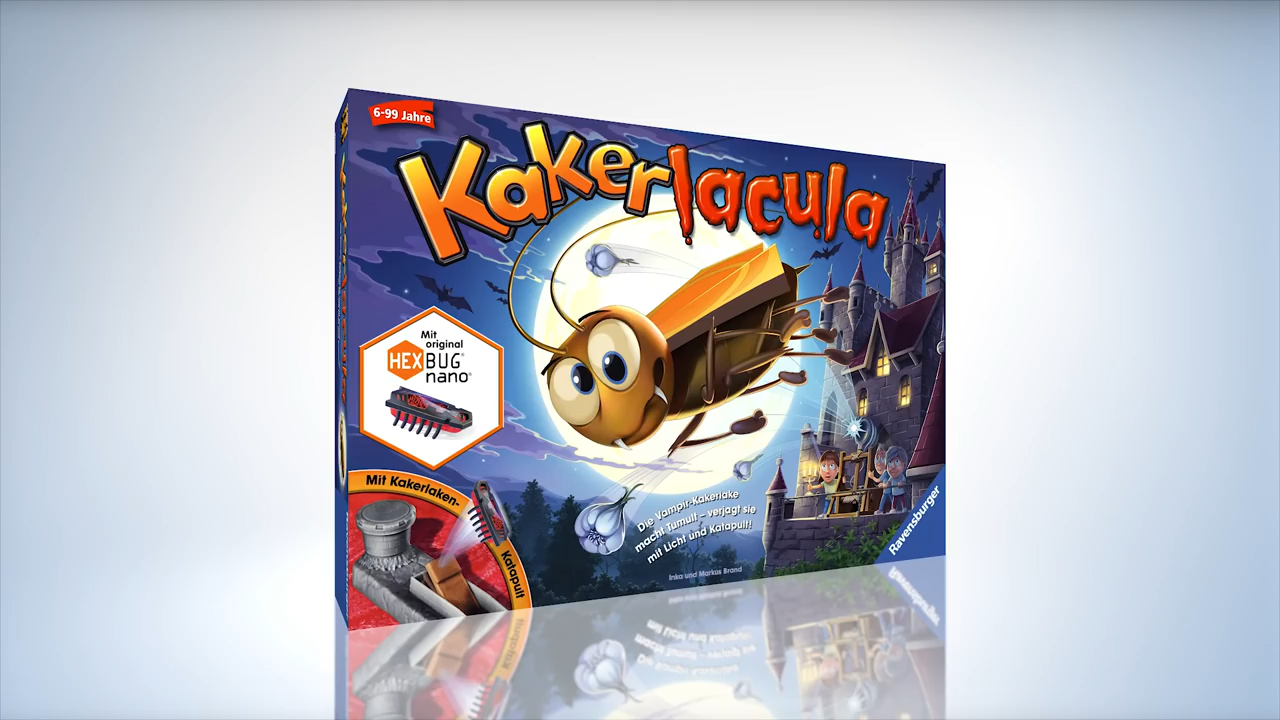 6-99 Jahre
Kakerlacula
Mit
original
HEXBUG®
nano®
Mit Kakerlaken-
Katapult
Die Vampir-Kakerlake
macht Tumult – verjagt sie
mit Licht und Katapult!
Inka und Markus Brand
Ravensburger